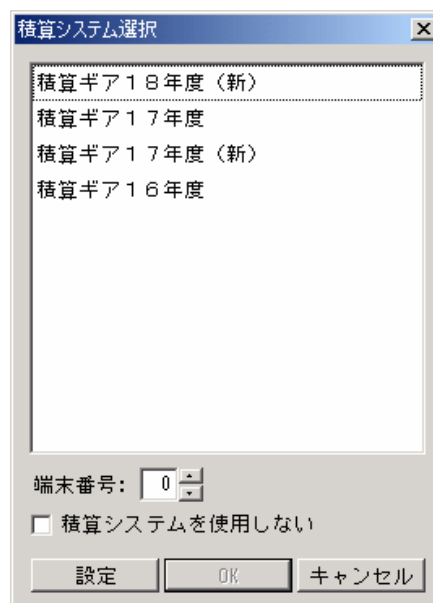 積算システム選択
積算ギア１８年度（新）
積算ギア１７年度
積算ギア１７年度（新）
積算ギア１６年度
端末番号： 0
積算システムを使用しない
設定 OK キャンセル